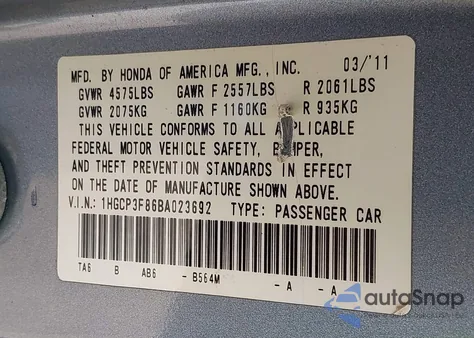 MFD. BY HONDA OF AMERICA MFG., INC. 03/'11
GVWR 4575LBS GAWR F 2557LBS R 2061LBS
GVWR 2075KG GAWR F 1160KG R 935KG
THIS VEHICLE CONFORMS TO ALL APPLICABLE
FEDERAL MOTOR VEHICLE SAFETY, BUMPER,
AND THEFT PREVENTION STANDARDS IN EFFECT
ON THE DATE OF MANUFACTURE SHOWN ABOVE.
V.I.N.: 1HGCP3F86BA023692 TYPE: PASSENGER CAR
TA6 B AB6 - B564M - A - A
autoSnap